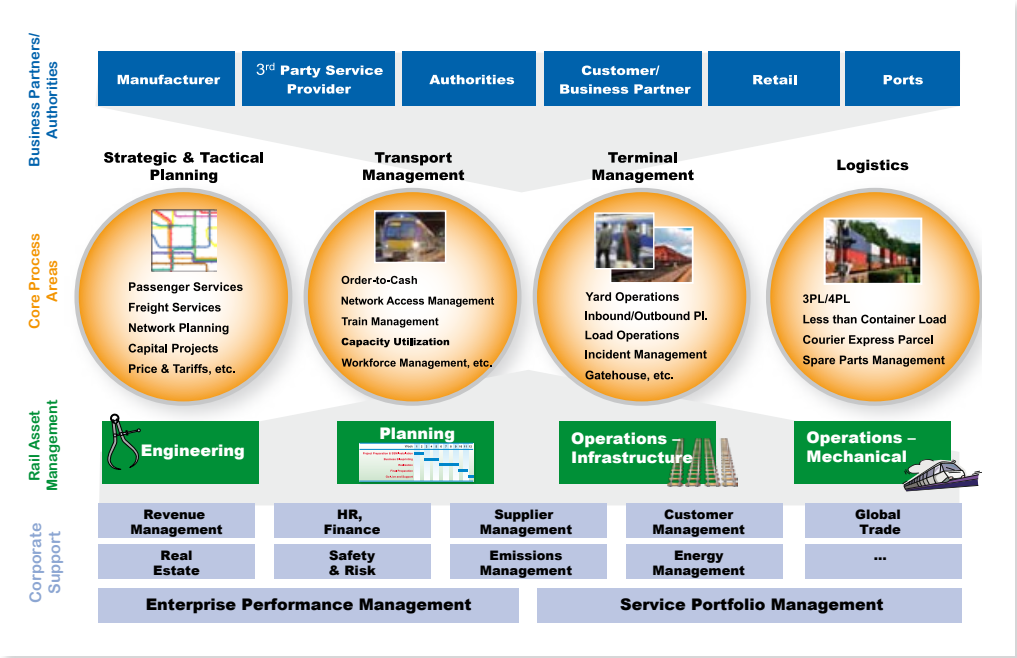 Business Partners/
Authorities
Manufacturer
3rd Party Service
Provider
Authorities
Customer/
Business Partner
Retail
Ports
Core Process
Areas
Strategic & Tactical
Planning
Passenger Services
Freight Services
Network Planning
Capital Projects
Price & Tariffs, etc.
Transport
Management
Order-to-Cash
Network Access Management
Train Management
Capacity Utilization
Workforce Management, etc.
Terminal
Management
Yard Operations
Inbound/Outbound Pl.
Load Operations
Incident Management
Gatehouse, etc.
Logistics
3PL/4PL
Less than Container Load
Courier Express Parcel
Spare Parts Management
Rail Asset
Management
Engineering
Planning
Operations –
Infrastructure
Operations –
Mechanical
Corporate
Support
Revenue
Management
HR,
Finance
Supplier
Management
Customer
Management
Global
Trade
Real
Estate
Safety
& Risk
Emissions
Management
Energy
Management
...
Enterprise Performance Management
Service Portfolio Management